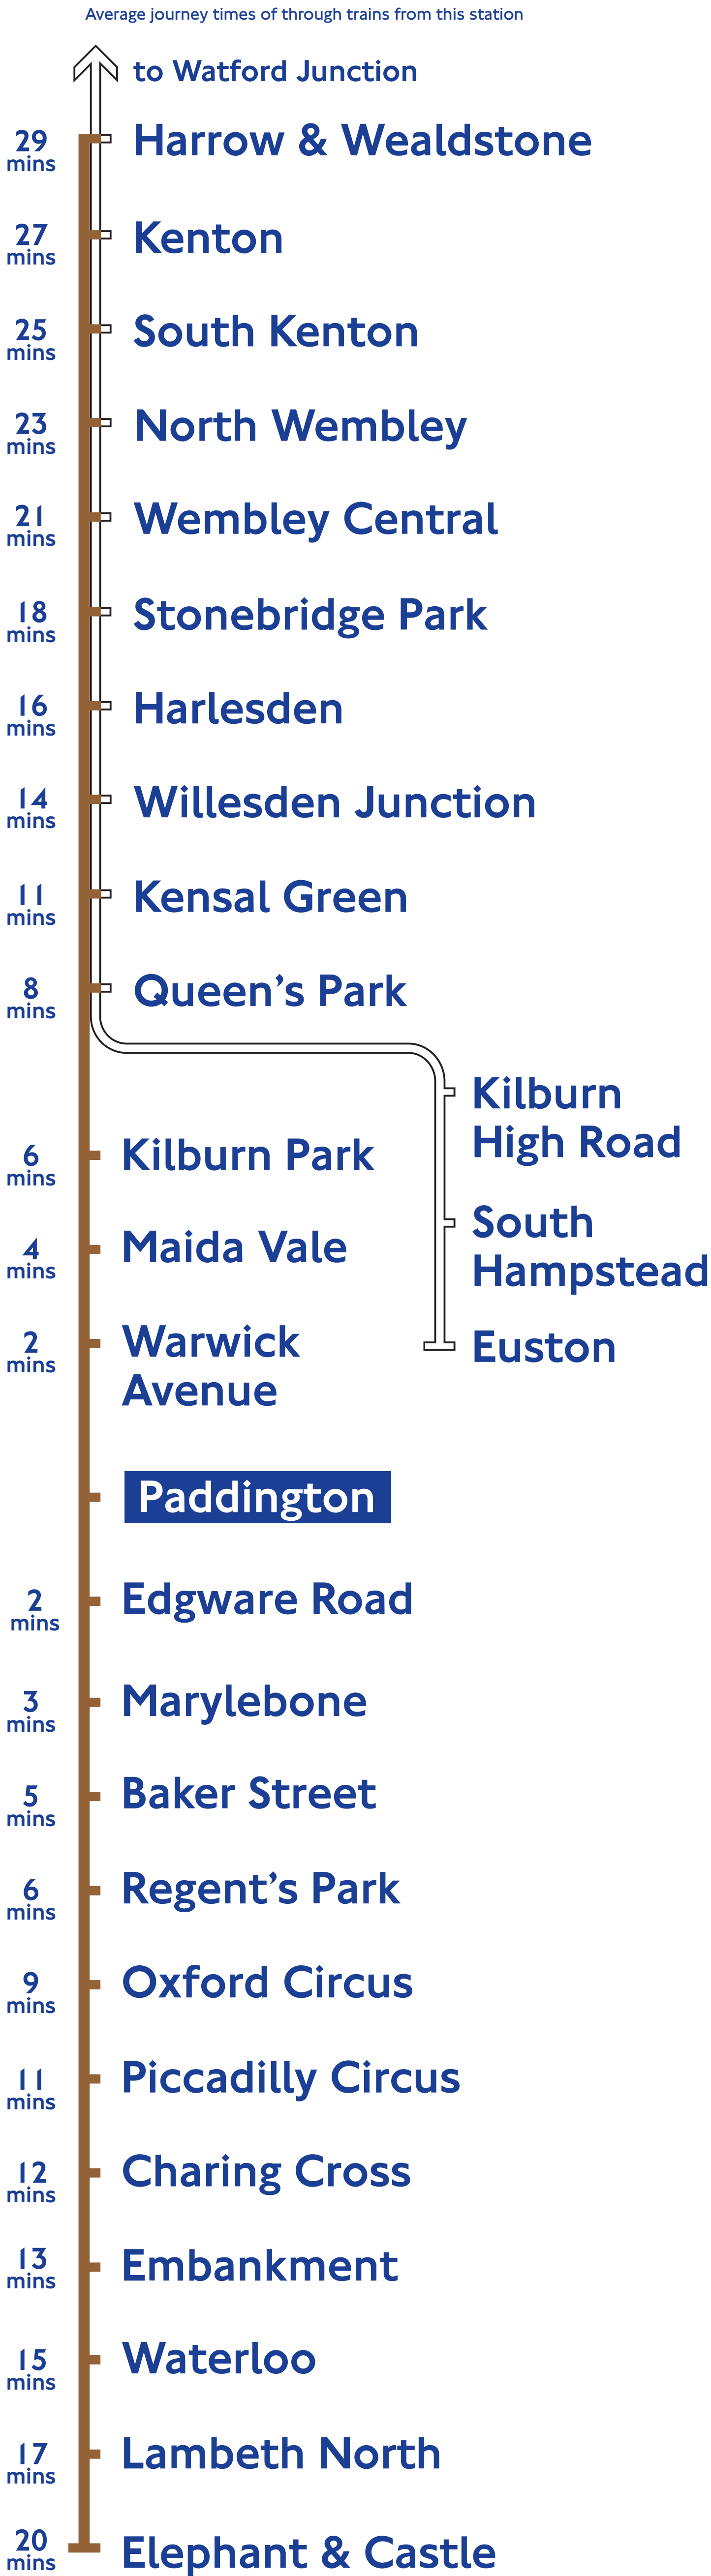 Average journey times of through trains from this station
to Watford Junction
29
mins
Harrow & Wealdstone
27
mins
Kenton
25
mins
South Kenton
23
mins
North Wembley
21
mins
Wembley Central
18
mins
Stonebridge Park
16
mins
Harlesden
14
mins
Willesden Junction
11
mins
Kensal Green
8
mins
Queen’s Park
Kilburn
High Road
6
mins
Kilburn Park
South
Hampstead
4
mins
Maida Vale
Euston
2
mins
Warwick
Avenue
Paddington
2
mins
Edgware Road
3
mins
Marylebone
5
mins
Baker Street
6
mins
Regent’s Park
9
mins
Oxford Circus
11
mins
Piccadilly Circus
12
mins
Charing Cross
13
mins
Embankment
15
mins
Waterloo
17
mins
Lambeth North
20
mins
Elephant & Castle